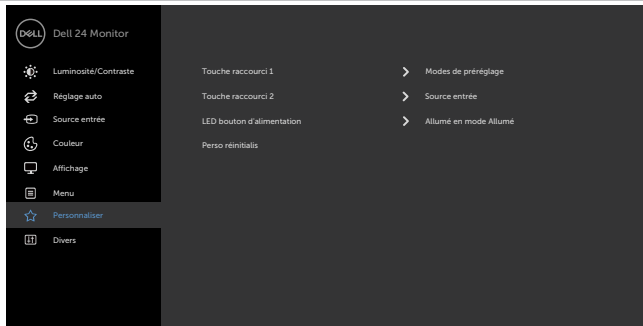 DELL Dell 24 Monitor
Luminosité/Contraste
Réglage auto
Source entrée
Couleur
Affichage
Menu
Personnaliser
Divers
Touche raccourci 1 Modes de préréglage
Touche raccourci 2 Source entrée
LED bouton d'alimentation Allumé en mode Allumé
Perso réinitialis